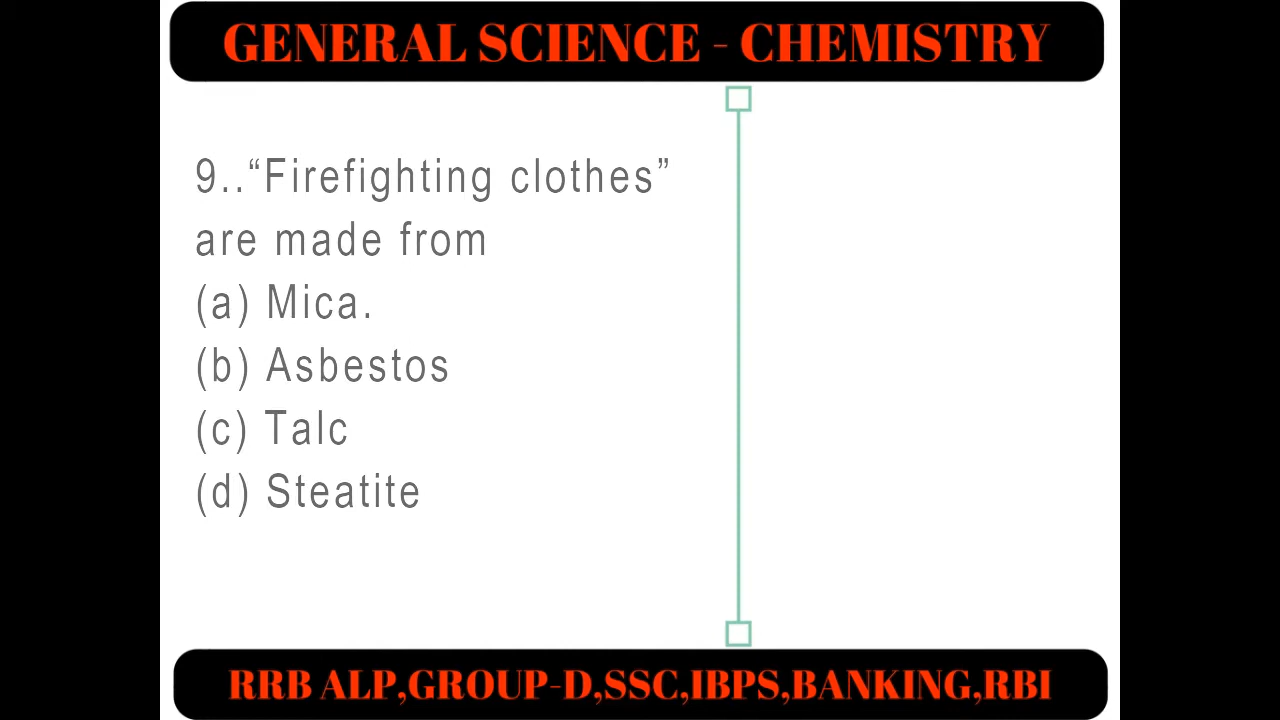 GENERAL SCIENCE - CHEMISTRY
9..“Firefighting clothes”
are made from
(a) Mica.
(b) Asbestos
(c) Talc
(d) Steatite
RRB ALP,GROUP-D,SSC,IBPS,BANKING,RBI